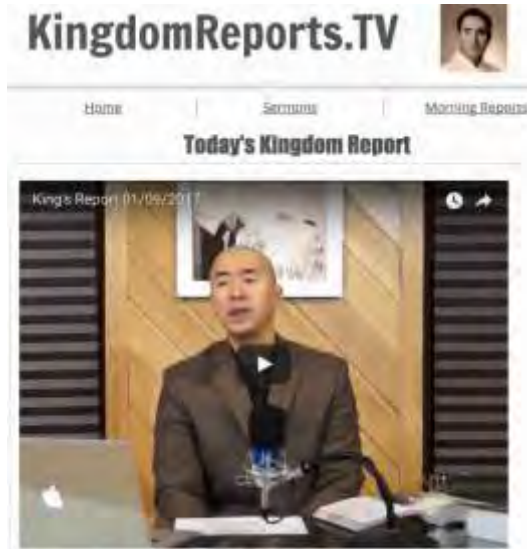 KingdomReports.TV
Home | Sermons | Morning Reports
Today's Kingdom Report
King's Report 01/09/2017